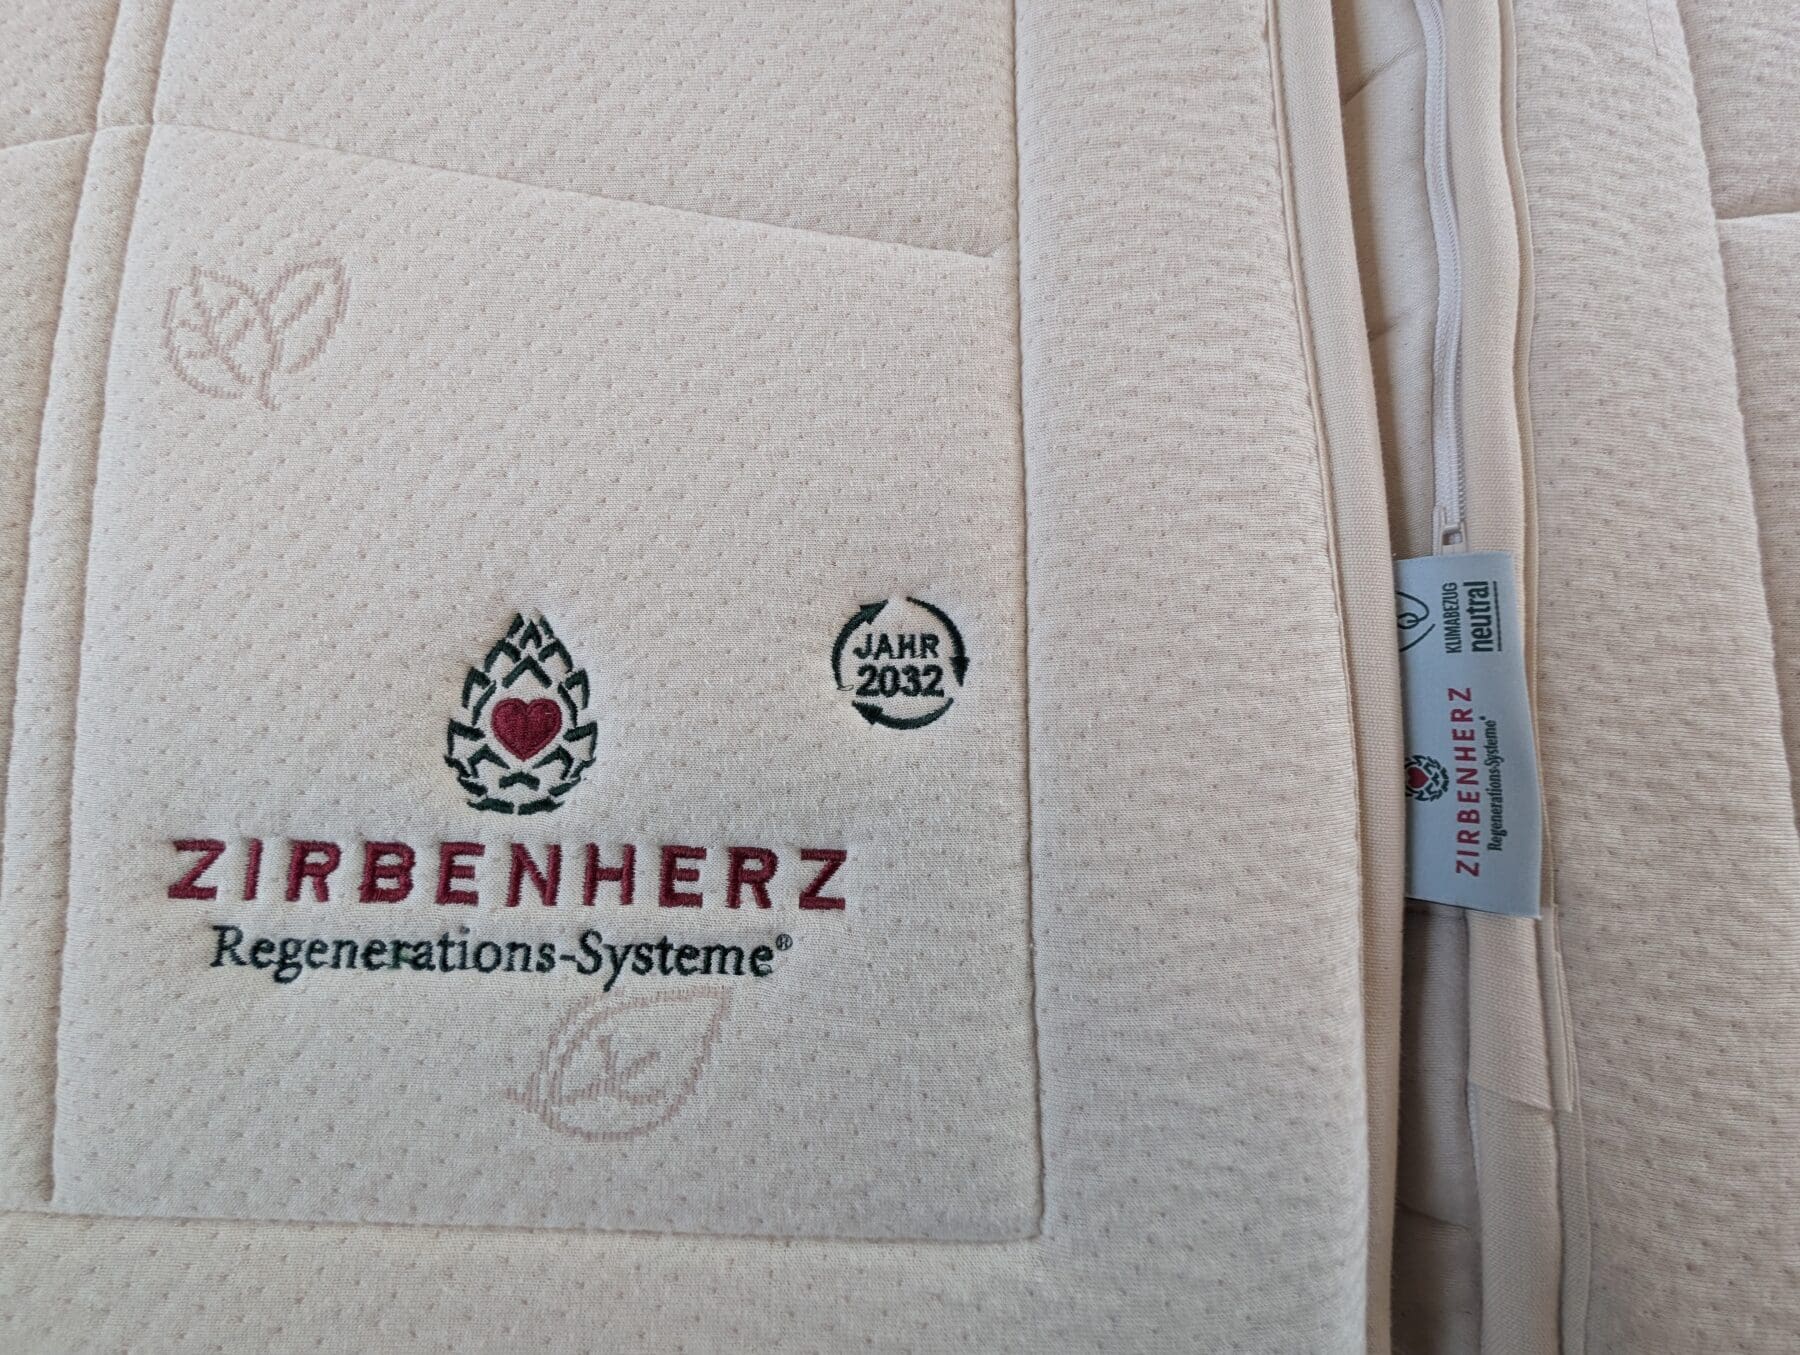 JAHR
2032
ZIRBENHERZ
Regenerations-Systeme®
KLIMABEZUG
neutral
ZIRBENHERZ
Regenerations-Systeme®